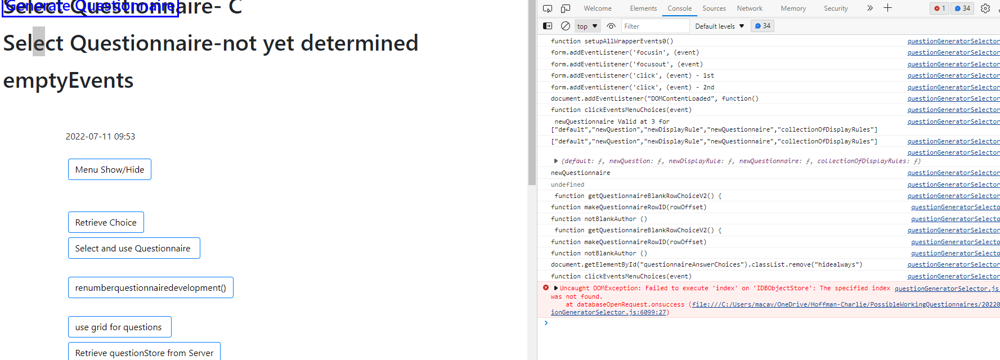 Generate Questionnaire
Select Questionnaire- C
Select Questionnaire-not yet determined
emptyEvents
2022-07-11 09:53
Menu Show/Hide
Retrieve Choice
Select and use Questionnaire
renumberquestionnairedevelopment()
use grid for questions
Retrieve questionStore from Server
Welcome Elements Console Sources Network Memory Security 1 34
top Filter Default levels 34
function setupAllWrapperEvents0() questionGeneratorSelector
form.addEventListener('focusin', (event) questionGeneratorSelector
form.addEventListener('focusout', (event) questionGeneratorSelector
form.addEventListener('click', (event) - 1st questionGeneratorSelector
form.addEventListener('click', (event) - 2nd questionGeneratorSelector
document.addEventListener("DOMContentLoaded", function() questionGeneratorSelector
function clickEventsMenuChoices(event) questionGeneratorSelector
newQuestionnaire Valid at 3 for questionGeneratorSelector
["default","newQuestion","newDisplayRule","newQuestionnaire","collectionOfDisplayRules"]
["default","newQuestion","newDisplayRule","newQuestionnaire","collectionOfDisplayRules"] questionGeneratorSelector
questionGeneratorSelector
{default: ƒ, newQuestion: ƒ, newDisplayRule: ƒ, newQuestionnaire: ƒ, collectionOfDisplayRules: ƒ}
newQuestionnaire questionGeneratorSelector
undefined questionGeneratorSelector
function getQuestionnaireBlankRowChoiceV2() { questionGeneratorSelector
function makeQuestionnaireRowID(rowOffset) questionGeneratorSelecto
function notBlankAuthor () questionGeneratorSelecto
function getQuestionnaireBlankRowChoiceV2() { questionGeneratorSelector
function makeQuestionnaireRowID(rowOffset) questionGeneratorSelecto
function notBlankAuthor () questionGeneratorSelecto
document.getElementById("questionnaireAnswerChoices").classList.remove("hidealways") questionGeneratorSelector
function clickEventsMenuChoices(event) questionGeneratorSelector
Uncaught DOMException: Failed to execute 'index' on 'IDBObjectStore': The specified index questionGeneratorSelector.js
was not found.
at databaseOpenRequest.onsuccess (file:///C:/Users/macav/OneDrive/Hoffman-Charlie/PossibleWorkingQuestionnaires/20220
ionGeneratorSelector.js:6099:27)